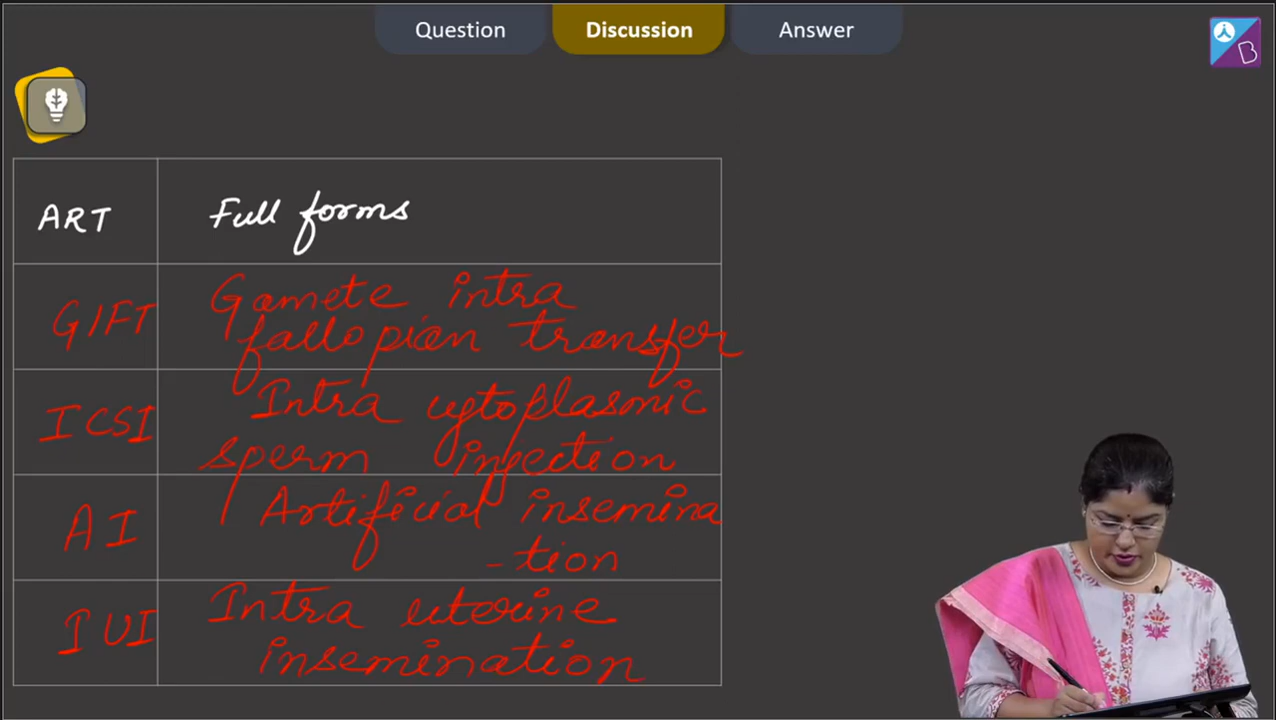 Question
Discussion
Answer
B
ART
Full forms
GIFT
Gamete intra
fallopian transfer
ICSI
Intra cytoplasmic
sperm injection
AI
Artificial insemina
-tion
IUI
Intra uterine
insemination